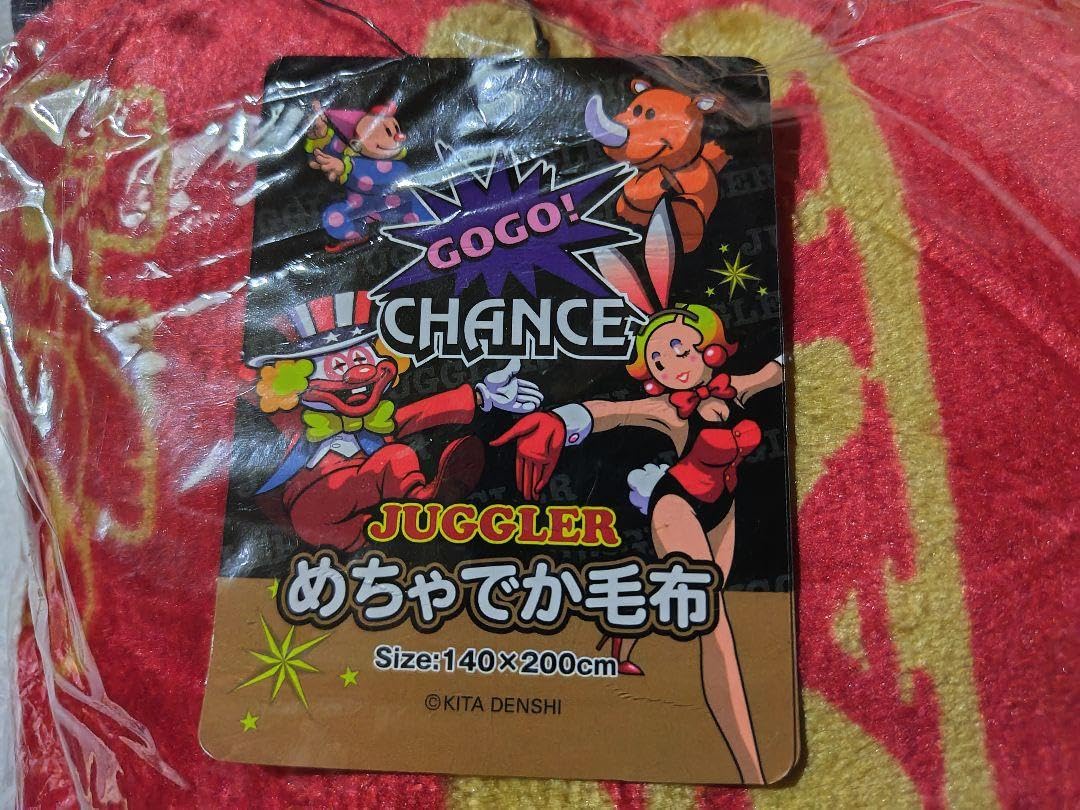 GOGO!
CHANCE
JUGGLER
めちゃでか毛布
Size:140×200cm
©KITA DENSHI